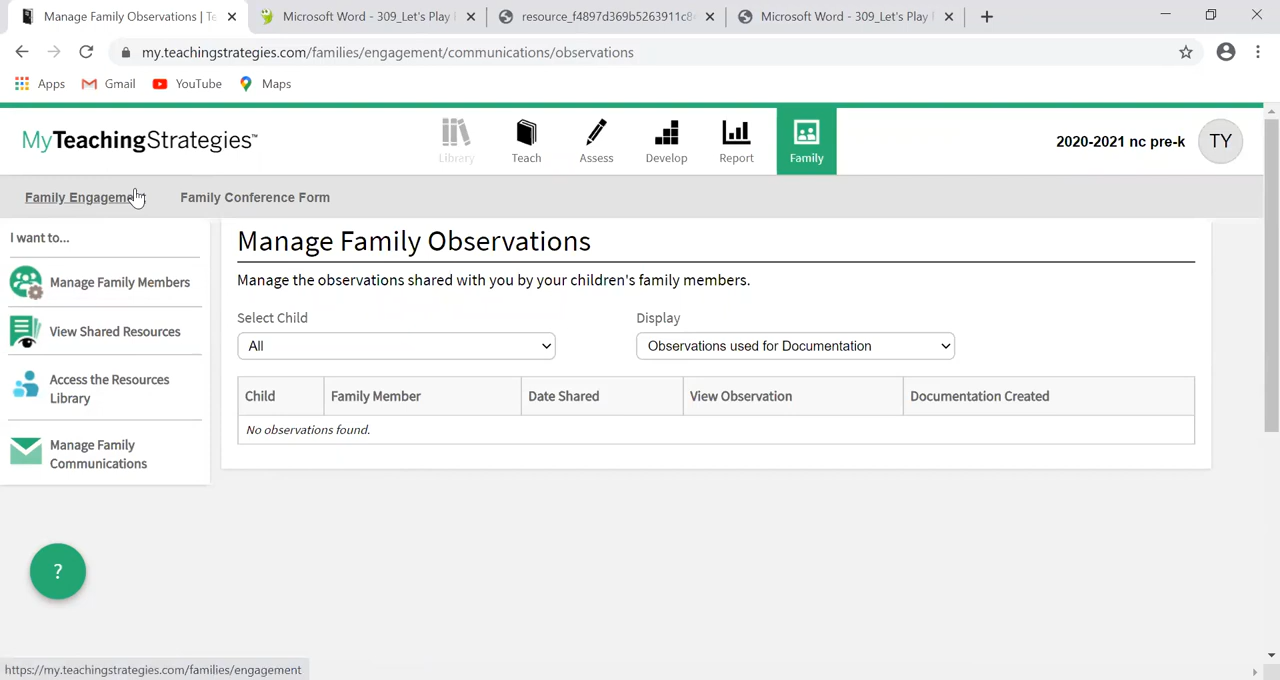 Manage Family Observations | Te
Microsoft Word - 309_Let's Play
resource_f4897d369b5263911c8
Microsoft Word - 309_Let's Play
my.teachingstrategies.com/families/engagement/communications/observations
Apps
Gmail
YouTube
Maps
MyTeachingStrategies™
Library
Teach
Assess
Develop
Report
Family
2020-2021 nc pre-k
TY
Family Engagement
Family Conference Form
I want to...
Manage Family Members
View Shared Resources
Access the Resources
Library
Manage Family
Communications
Manage Family Observations
Manage the observations shared with you by your children's family members.
Select Child
Display
All
Observations used for Documentation
Child
Family Member
Date Shared
View Observation
Documentation Created
No observations found.
?
https://my.teachingstrategies.com/families/engagement